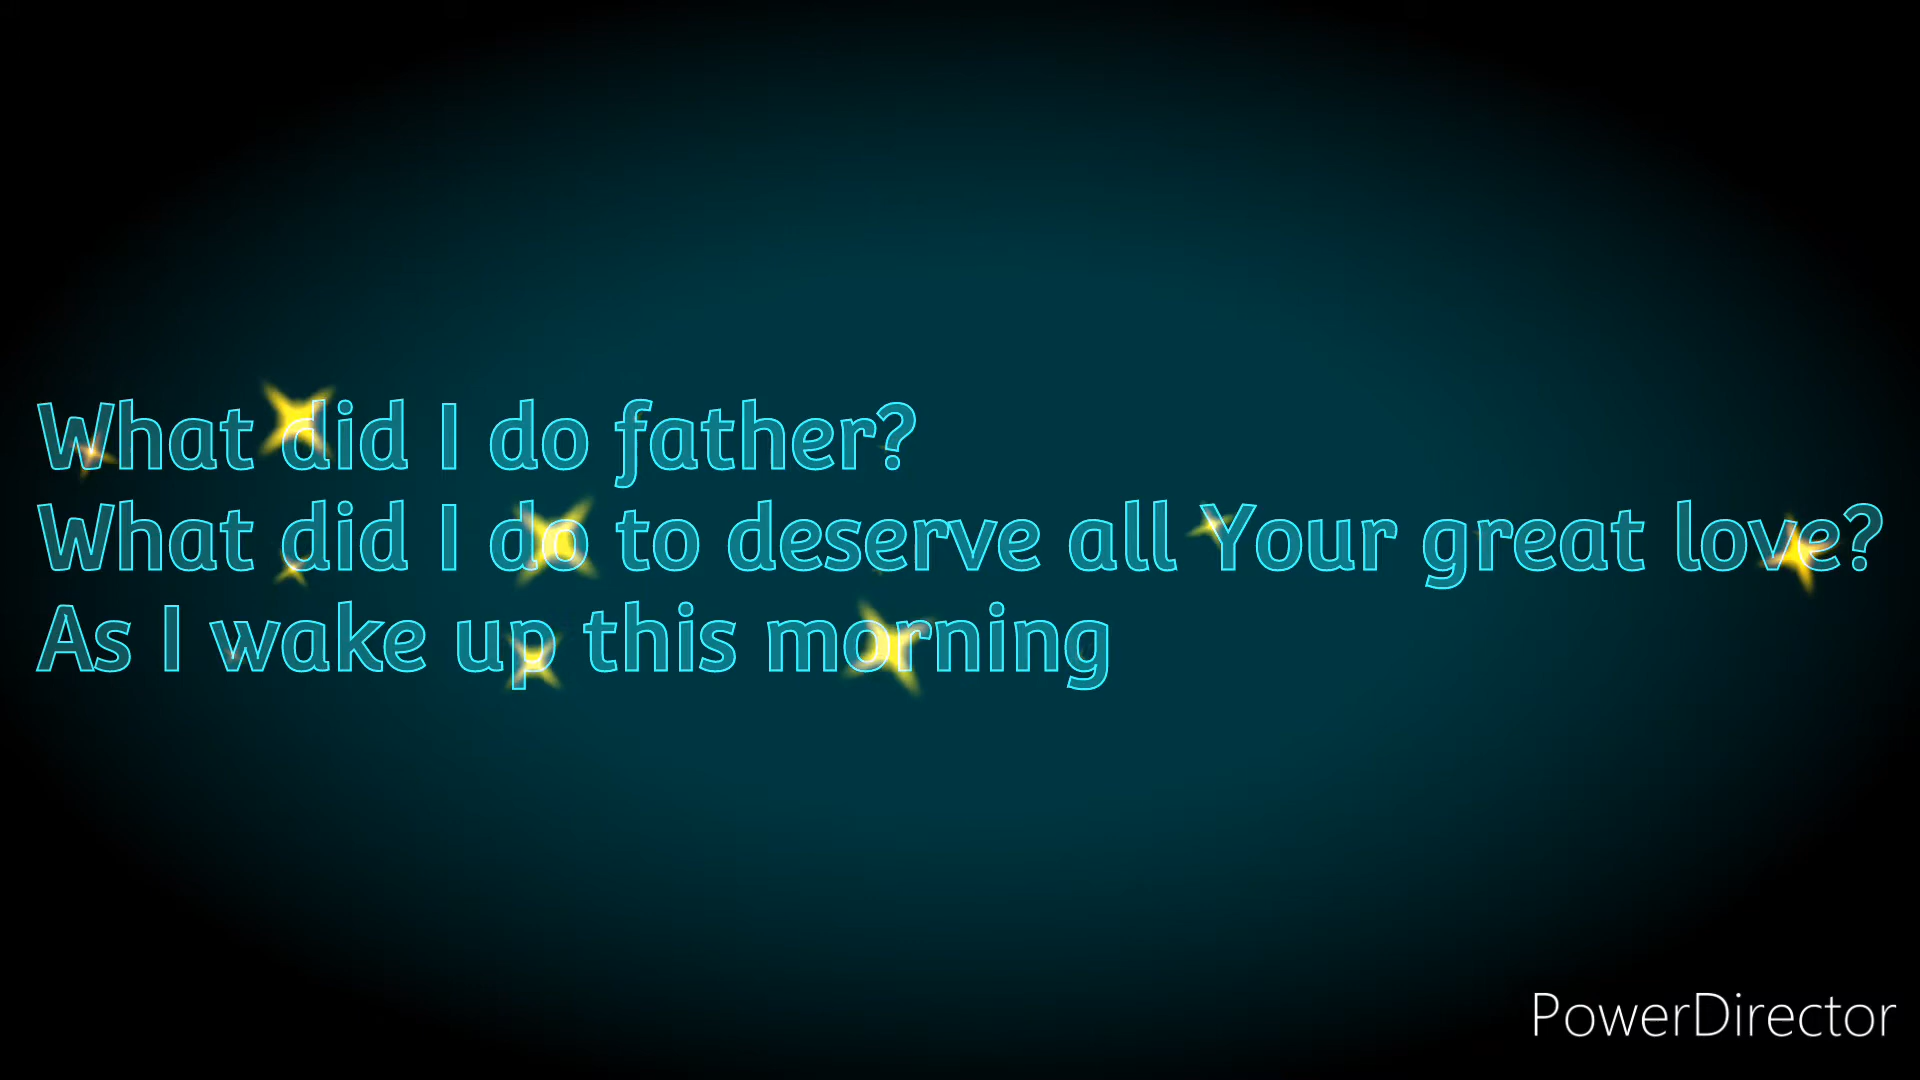 What did I do father?
What did I do to deserve all Your great love?
As I wake up this morning
PowerDirector